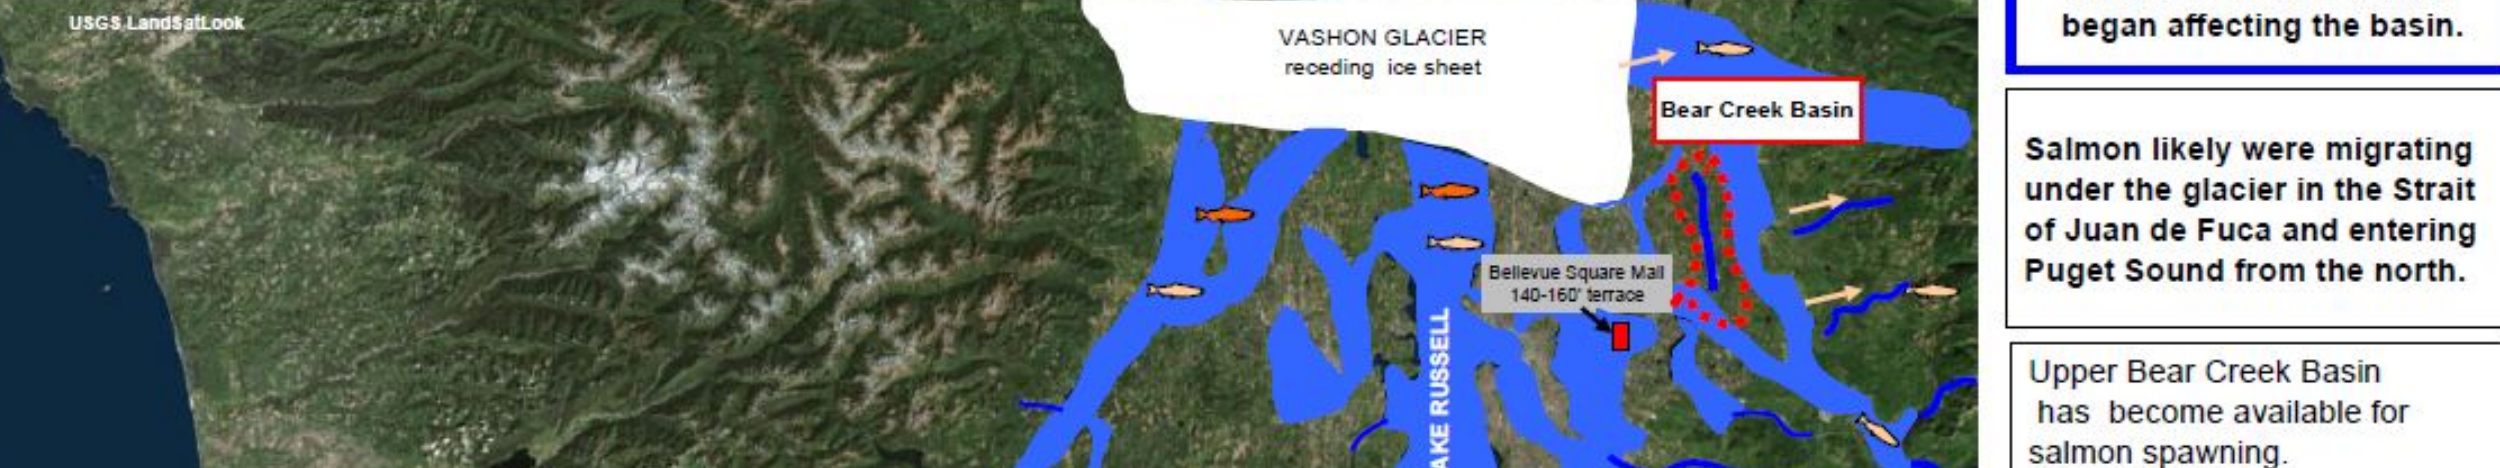 USGS LandSatLook
VASHON GLACIER
receding ice sheet
Bear Creek Basin
Bellevue Square Mall
140-160' terrace
AKE RUSSELL
began affecting the basin.
Salmon likely were migrating
under the glacier in the Strait
of Juan de Fuca and entering
Puget Sound from the north.
Upper Bear Creek Basin
has become available for
salmon spawning.